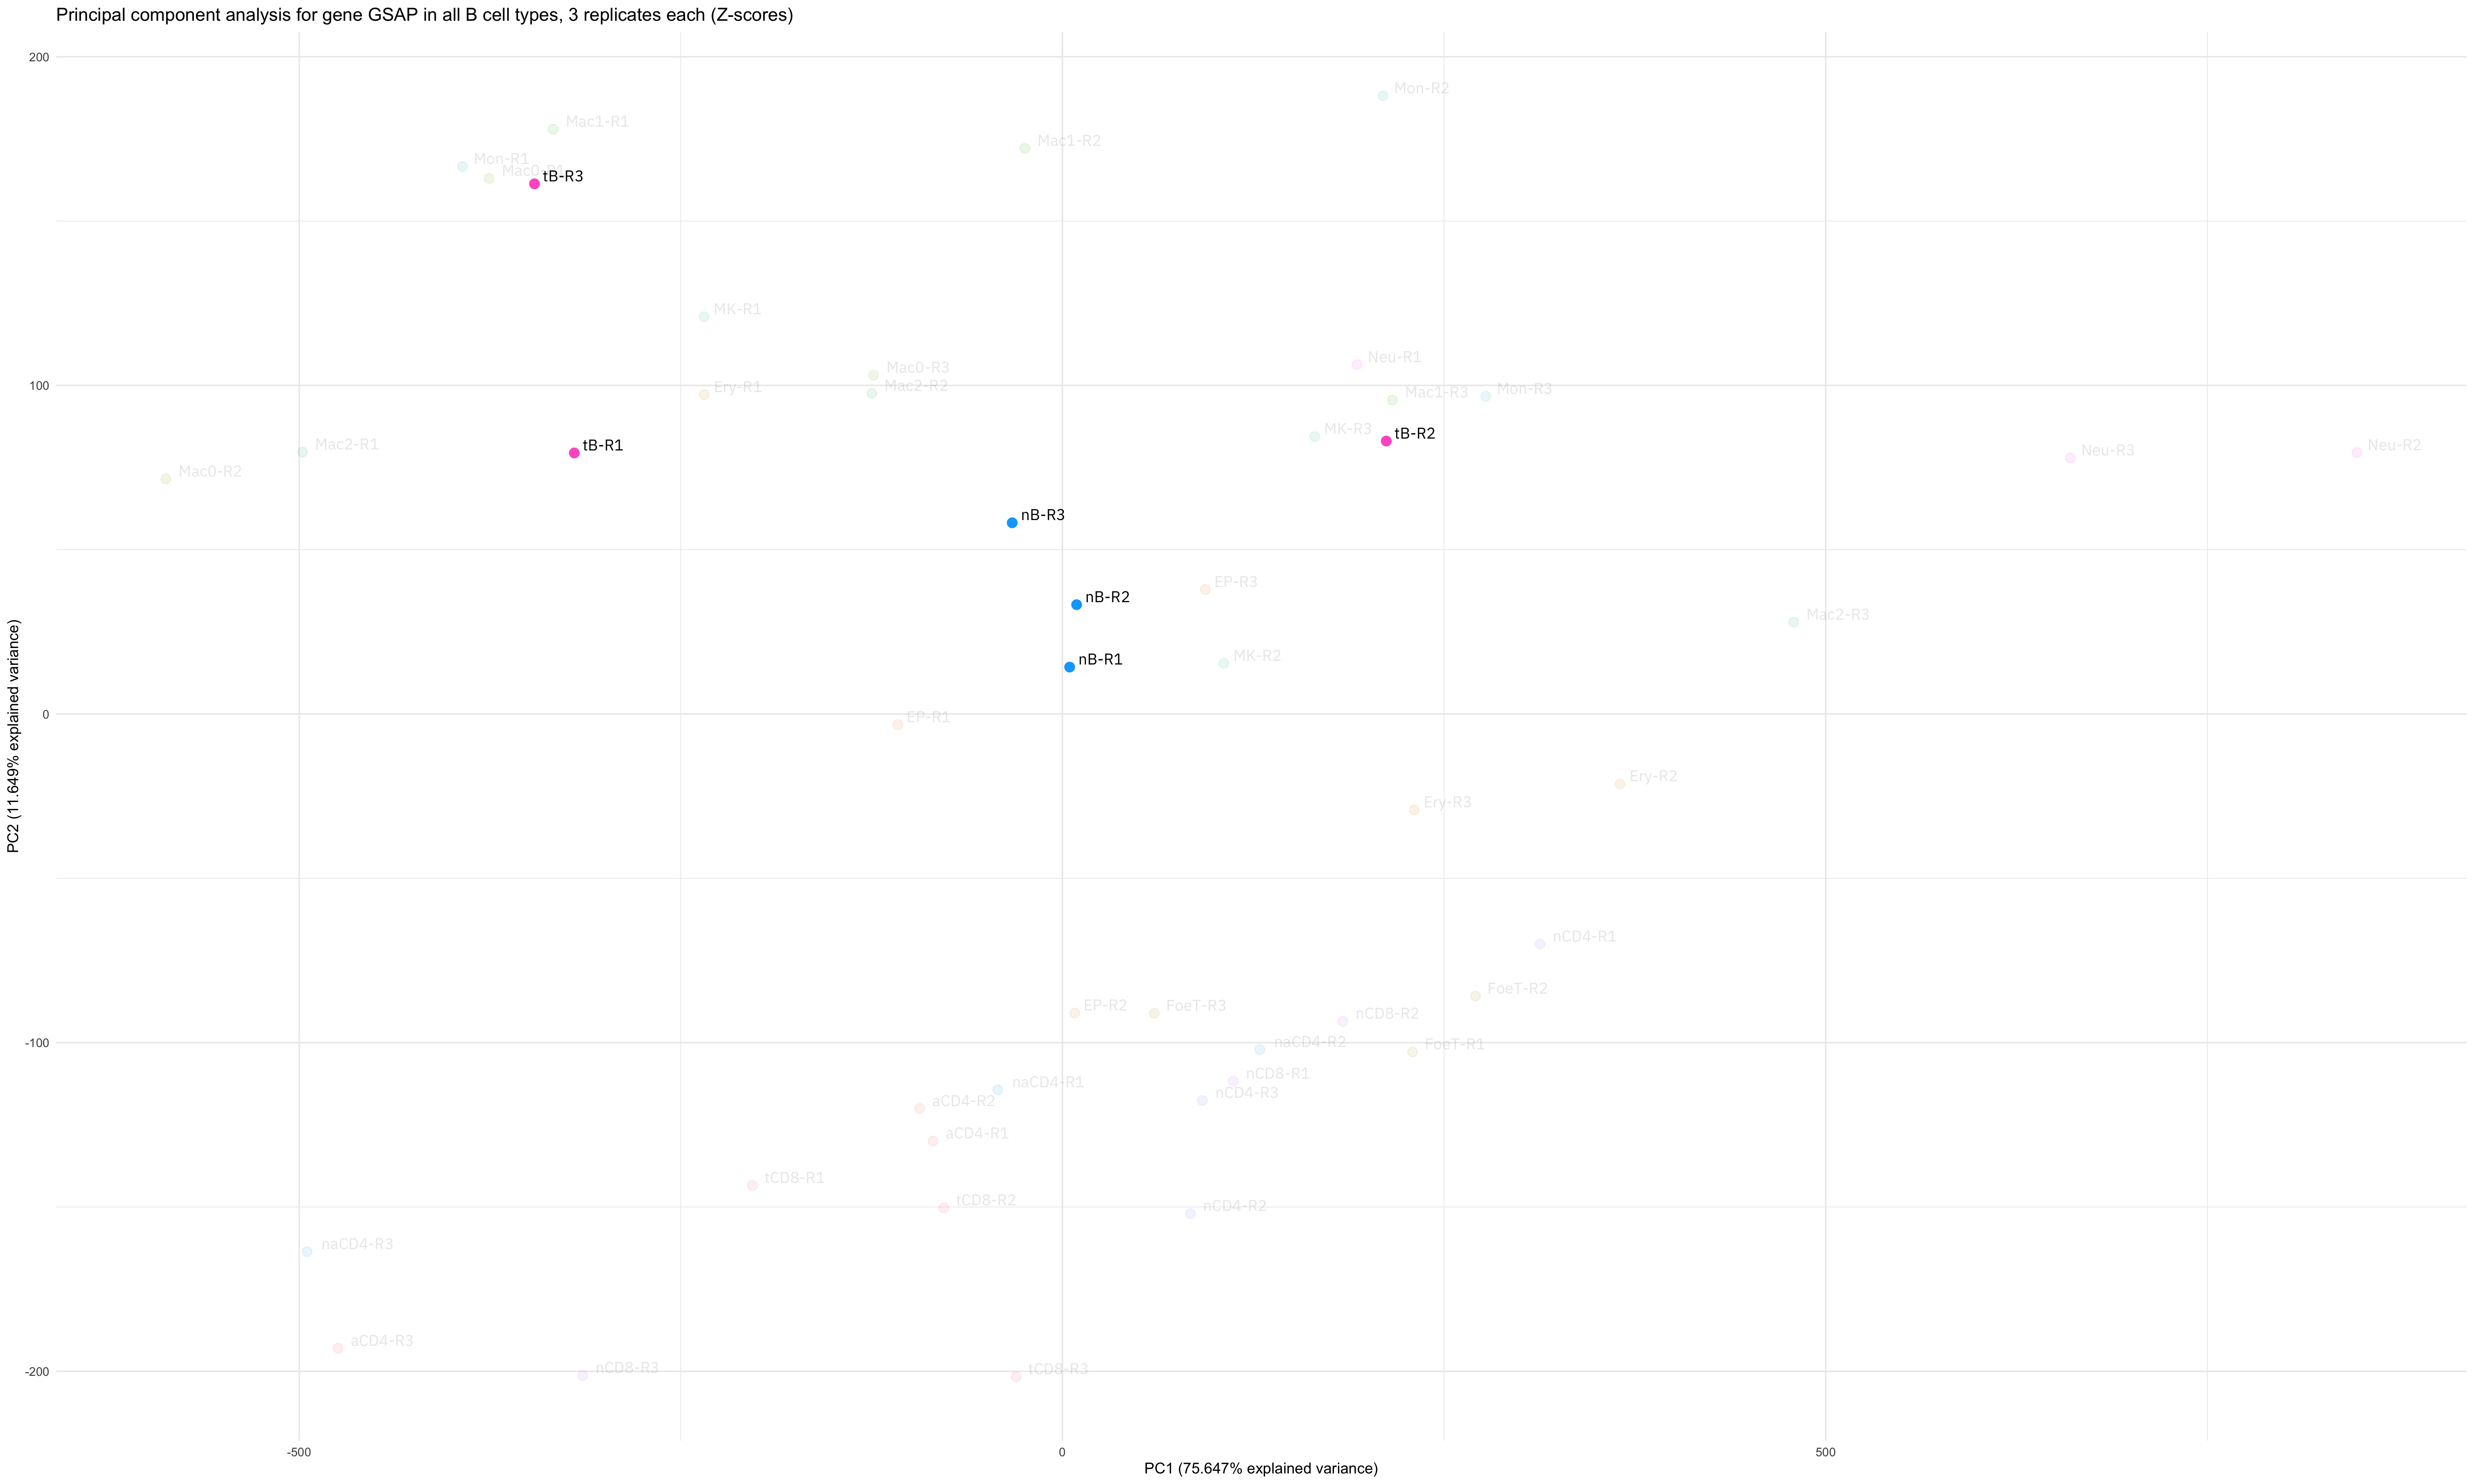 Principal component analysis for gene GSAP in all B cell types, 3 replicates each (Z-scores)
200
Mon-R2
Mac1-R1
Mac1-R2
Mon-R1
Mac0-R1
tB-R3
MK-R1
Mac0-R3
Neu-R1
100
Mac2-R2
Ery-R1
Mon-R3
Mac1-R3
MK-R3
tB-R2
Mac2-R1
tB-R1
Neu-R2
Neu-R3
Mac0-R2
nB-R3
EP-R3
nB-R2
Mac2-R3
nB-R1
MK-R2
0
EP-R1
Ery-R2
Ery-R3
PC2 (11.649% explained variance)
nCD4-R1
FoeT-R2
EP-R2
FoeT-R3
nCD8-R2
-100
naCD4-R2
FoeT-R1
nCD8-R1
naCD4-R1
nCD4-R3
aCD4-R2
aCD4-R1
tCD8-R1
tCD8-R2
nCD4-R2
naCD4-R3
aCD4-R3
-200
nCD8-R3
tCD8-R3
-500
0
500
PC1 (75.647% explained variance)